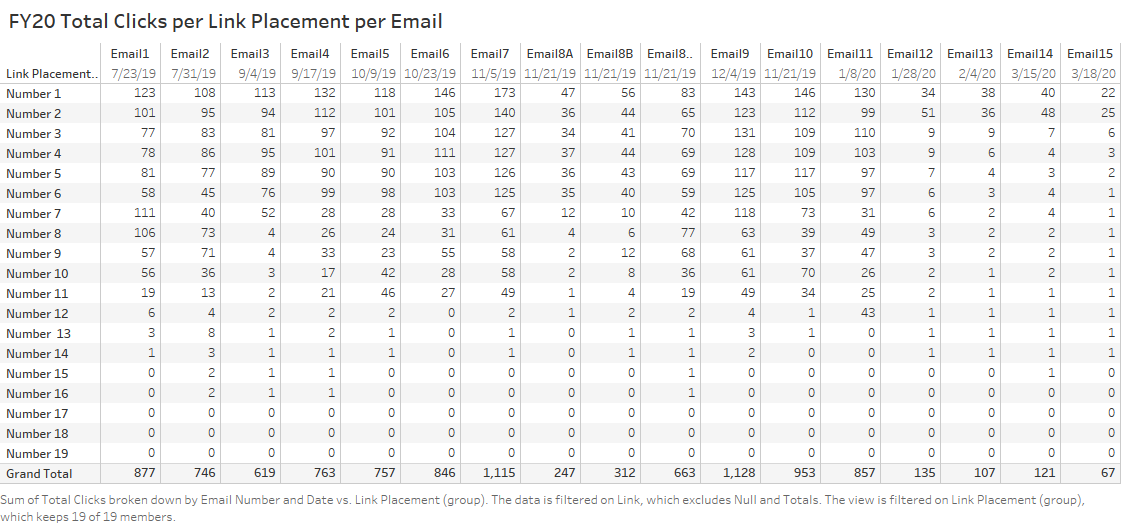 FY20 Total Clicks per Link Placement per Email
Email1 Email2 Email3 Email4 Email5 Email6 Email7 Email8A Email8B Email8.. Email9 Email10 Email11 Email12 Email13 Email14 Email15
Link Placement.. 7/23/19 7/31/19 9/4/19 9/17/19 10/9/19 10/23/19 11/5/19 11/21/19 11/21/19 11/21/19 12/4/19 11/21/19 1/8/20 1/28/20 2/4/20 3/15/20 3/18/20
Number 1 123 108 113 132 118 146 173 47 56 83 143 146 130 34 38 40 22
Number 2 101 95 94 112 101 105 140 36 44 65 123 112 99 51 36 48 25
Number 3 77 83 81 97 92 104 127 34 41 70 131 109 110 9 9 7 6
Number 4 78 86 95 101 91 111 127 37 44 69 128 109 103 9 6 4 3
Number 5 81 77 89 90 90 103 126 36 43 69 117 117 97 7 4 3 2
Number 6 58 45 76 99 98 103 125 35 40 59 125 105 97 6 3 4 1
Number 7 111 40 52 28 28 33 67 12 10 42 118 73 31 6 2 4 1
Number 8 106 73 4 26 24 31 61 4 6 77 63 39 49 3 2 2 1
Number 9 57 71 4 33 23 55 58 2 12 68 61 37 47 3 2 2 1
Number 10 56 36 3 17 42 28 58 2 8 36 61 70 26 2 1 2 1
Number 11 19 13 2 21 46 27 49 1 4 19 49 34 25 2 1 1 1
Number 12 6 4 2 2 2 0 2 1 2 2 4 1 43 1 1 1 1
Number 13 3 8 1 2 1 0 1 0 1 1 3 1 0 1 1 1 1
Number 14 1 3 1 1 1 0 1 0 1 1 2 0 0 1 1 1 1
Number 15 0 2 1 1 0 0 0 0 0 1 0 0 0 0 0 1 0
Number 16 0 2 1 1 0 0 0 0 0 1 0 0 0 0 0 0 0
Number 17 0 0 0 0 0 0 0 0 0 0 0 0 0 0 0 0 0
Number 18 0 0 0 0 0 0 0 0 0 0 0 0 0 0 0 0 0
Number 19 0 0 0 0 0 0 0 0 0 0 0 0 0 0 0 0 0
Grand Total 877 746 619 763 757 846 1,115 247 312 663 1,128 953 857 135 107 121 67
Sum of Total Clicks broken down by Email Number and Date vs. Link Placement (group). The data is filtered on Link, which excludes Null and Totals. The view is filtered on Link Placement (group),
which keeps 19 of 19 members.